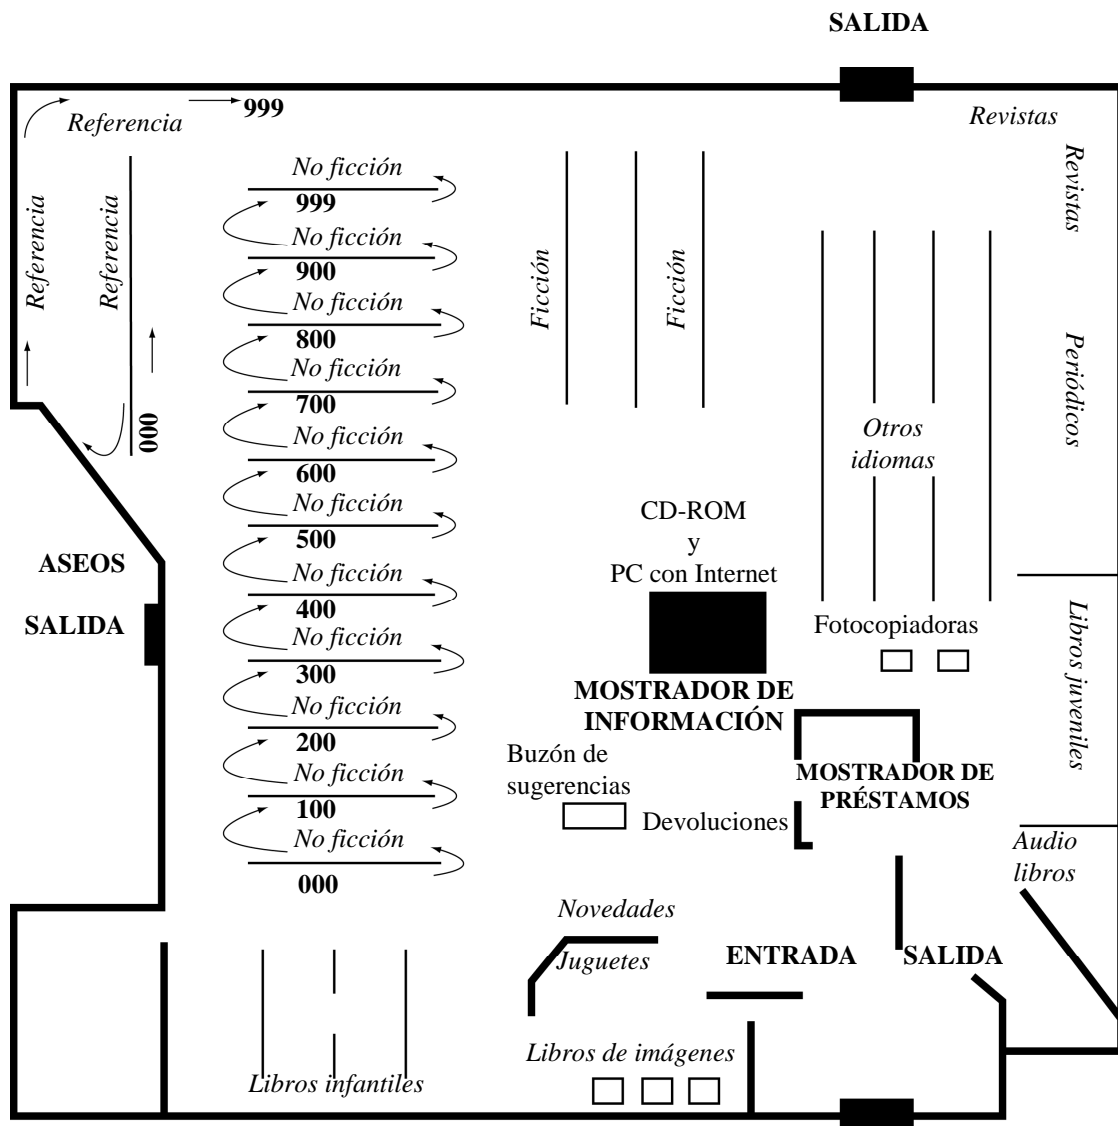 SALIDA
Referencia
999
Revistas
Revistas
Referencia
Referencia
000
No ficción
999
No ficción
900
No ficción
800
No ficción
700
No ficción
600
No ficción
500
No ficción
400
No ficción
300
No ficción
200
No ficción
100
No ficción
000
Ficción
Ficción
Periódicos
Otros
idiomas
CD-ROM
y
PC con Internet
ASEOS
SALIDA
Fotocopiadoras
Libros juveniles
MOSTRADOR DE
INFORMACIÓN
Buzón de
sugerencias
MOSTRADOR DE
PRÉSTAMOS
Devoluciones
Audio
libros
Novedades
Juguetes
ENTRADA
SALIDA
Libros de imágenes
Libros infantiles